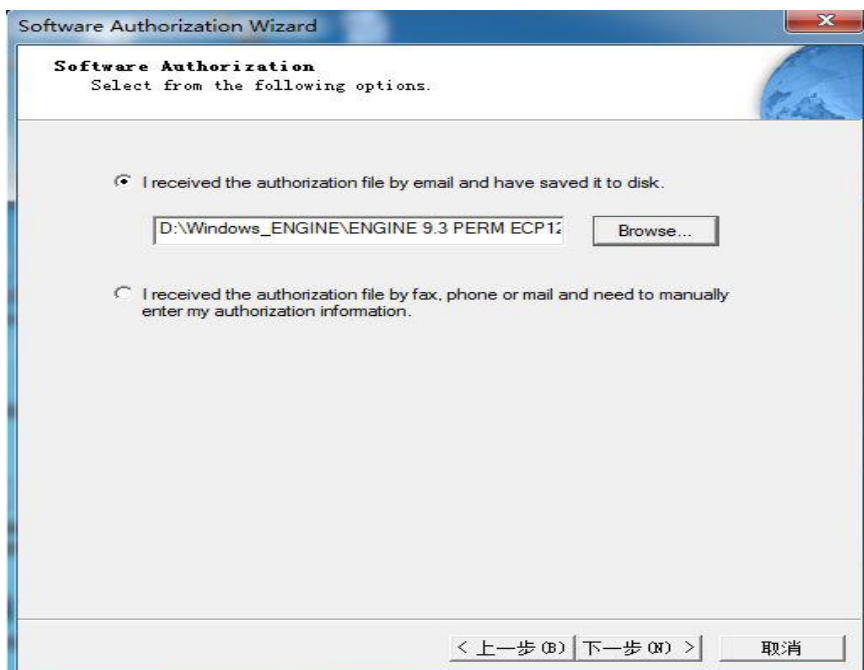 Software Authorization Wizard
Software Authorization
Select from the following options.
I received the authorization file by email and have saved it to disk.
D:\Windows_ENGINE\ENGINE 9.3 PERM ECP12
Browse...
I received the authorization file by fax, phone or mail and need to manually
enter my authorization information.
< 上一步(B) 下一步(N) > 取消